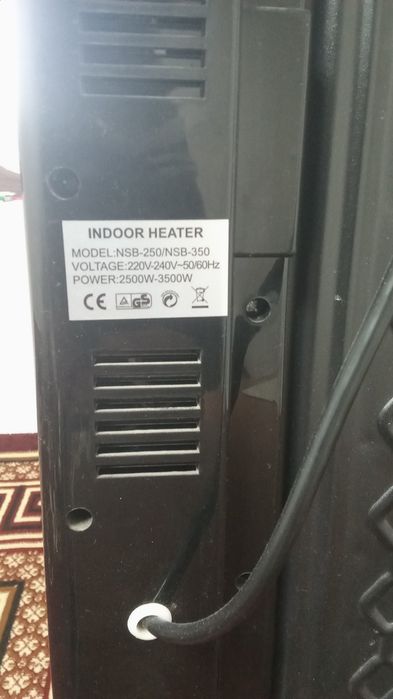 INDOOR HEATER
MODEL:NSB-250/NSB-350
VOLTAGE:220V-240V~50/60Hz
POWER:2500W-3500W
CE GS